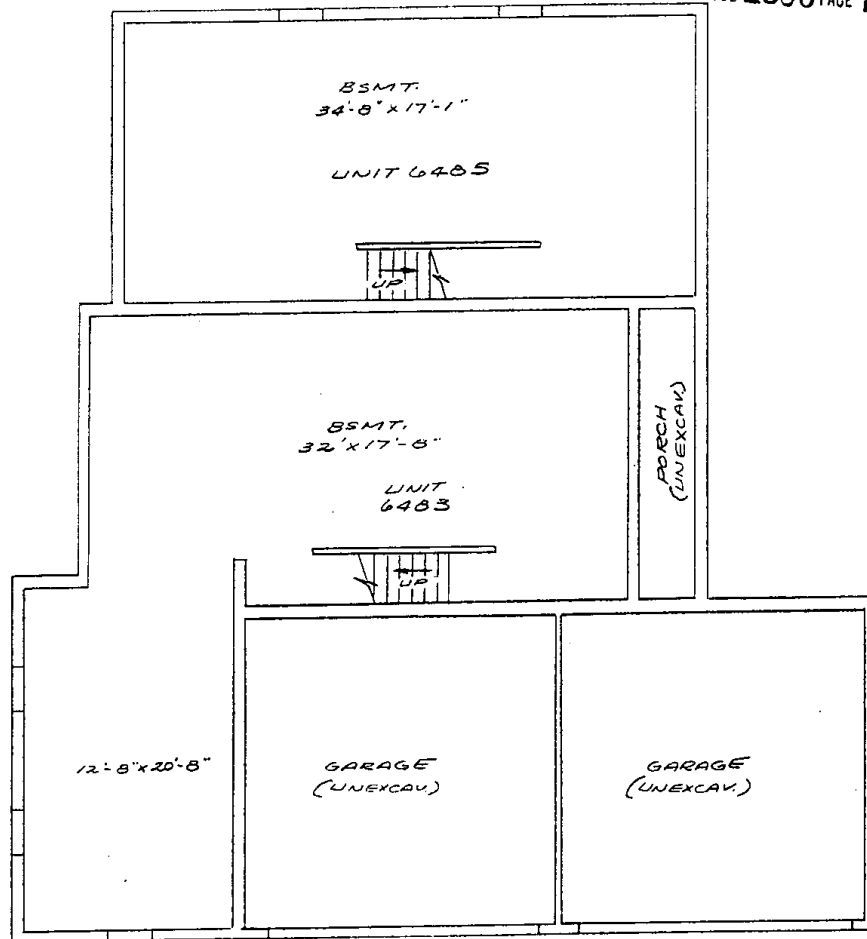 PAGE
BSMT.
34'-8" x 17'-1"
UNIT 6485
UP
BSMT.
32' x 17'-8"
UNIT
6483
UP
PORCH
(UNEXCAV.)
12'-8" x 20'-8"
GARAGE
(UNEXCAV.)
GARAGE
(UNEXCAV.)